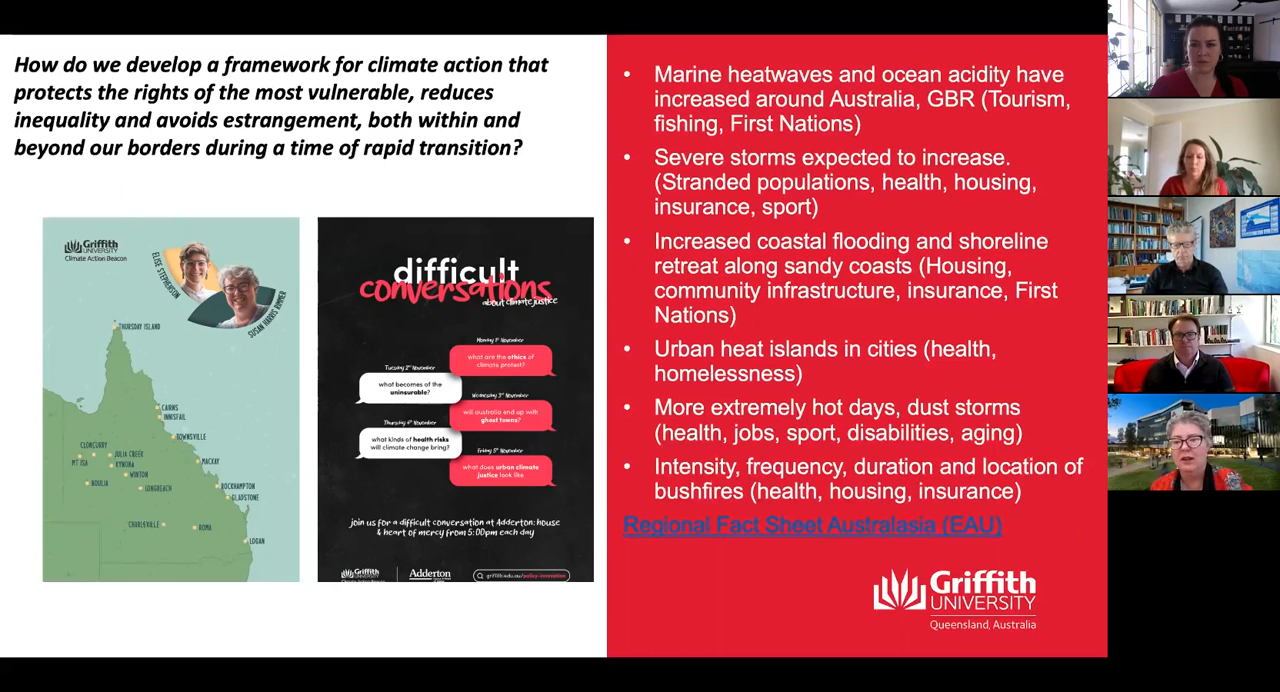 How do we develop a framework for climate action that
protects the rights of the most vulnerable, reduces
inequality and avoids estrangement, both within and
beyond our borders during a time of rapid transition?
Griffith
UNIVERSITY
Climate Action Beacon
ELISE STEPHENSON
SUSAN HARRIS RIMMER
THURSDAY ISLAND
CAIRNS
INNISFAIL
TOWNSVILLE
CLONCURRY
JULIA CREEK
MT ISA
KYNUNA
MACKAY
WINTON
BOULIA
LONGREACH
ROCKHAMPTON
GLADSTONE
CHARLEVILLE
ROMA
LOGAN
difficult
conversations
about climate justice
Monday 1st November
what are the ethics of
climate protest?
Tuesday 2nd November
what becomes of the
uninsurable?
Wednesday 3rd November
will australia end up with
ghost towns?
Thursday 4th November
what kinds of health risks
will climate change bring?
Friday 5th November
what does urban climate
justice look like
join us for a difficult conversation at Adderton: house
& heart of mercy from 5:00pm each day
Griffith
Adderton
griffith.edu.au/policy-innovation
• Marine heatwaves and ocean acidity have
increased around Australia, GBR (Tourism,
fishing, First Nations)
• Severe storms expected to increase.
(Stranded populations, health, housing,
insurance, sport)
• Increased coastal flooding and shoreline
retreat along sandy coasts (Housing,
community infrastructure, insurance, First
Nations)
• Urban heat islands in cities (health,
homelessness)
• More extremely hot days, dust storms
(health, jobs, sport, disabilities, aging)
• Intensity, frequency, duration and location of
bushfires (health, housing, insurance)
Regional Fact Sheet Australasia (EAU)
Griffith
UNIVERSITY
Queensland, Australia